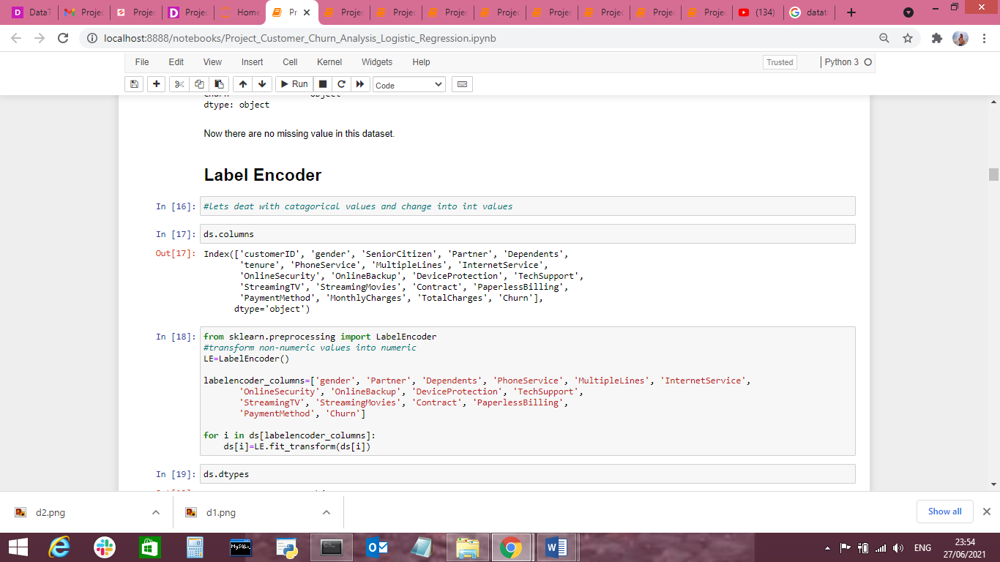 DataT
Projec
Projec
Projec
Home
Pr
Projec
Projec
Projec
Projec
Projec
Projec
Projec
Projec
(134)
datat
localhost:8888/notebooks/Project_Customer_Churn_Analysis_Logistic_Regression.ipynb
File Edit View Insert Cell Kernel Widgets Help Trusted Python 3
Run Code
Churn object
dtype: object
Now there are no missing value in this dataset.
Label Encoder
In [16]: #lets deat with catagorical values and change into int values
In [17]: ds.columns
Out[17]: Index(['customerID', 'gender', 'SeniorCitizen', 'Partner', 'Dependents',
'tenure', 'PhoneService', 'MultipleLines', 'InternetService',
'OnlineSecurity', 'OnlineBackup', 'DeviceProtection', 'TechSupport',
'StreamingTV', 'StreamingMovies', 'Contract', 'PaperlessBilling',
'PaymentMethod', 'MonthlyCharges', 'TotalCharges', 'Churn'],
dtype='object')
In [18]: from sklearn.preprocessing import LabelEncoder
#transform non-numeric values into numeric
LE=LabelEncoder()
labelencoder_columns=['gender', 'Partner', 'Dependents', 'PhoneService', 'MultipleLines', 'InternetService',
'OnlineSecurity', 'OnlineBackup', 'DeviceProtection', 'TechSupport',
'StreamingTV', 'StreamingMovies', 'Contract', 'PaperlessBilling',
'PaymentMethod', 'Churn']
for i in ds[labelencoder_columns]:
ds[i]=LE.fit_transform(ds[i])
In [19]: ds.dtypes
d2.png
d1.png
Show all
MySQL
ENG
23:54
27/06/2021